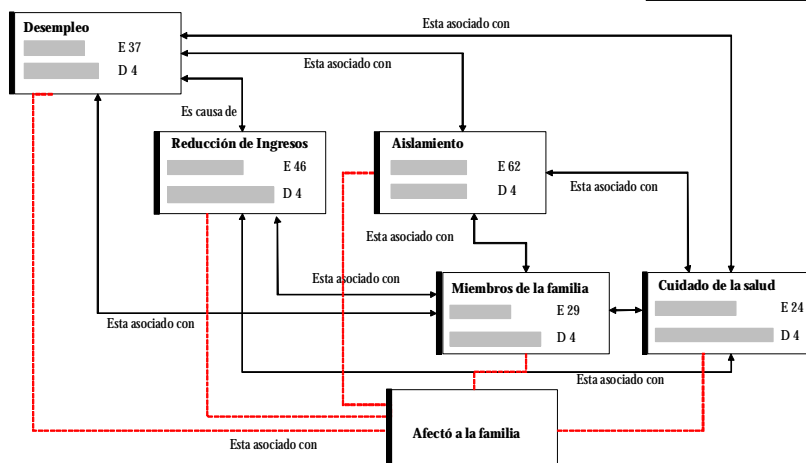 Esta asociado con
Desempleo
E 37
D 4
Esta asociado con
Es causa de
Reducción de Ingresos
E 46
D 4
Aislamiento
E 62
D 4
Esta asociado con
Esta asociado con
Esta asociado con
Miembros de la familia
E 29
D 4
Cuidado de la salud
E 24
D 4
Esta asociado con
Esta asociado con
Afectó a la familia
Esta asociado con